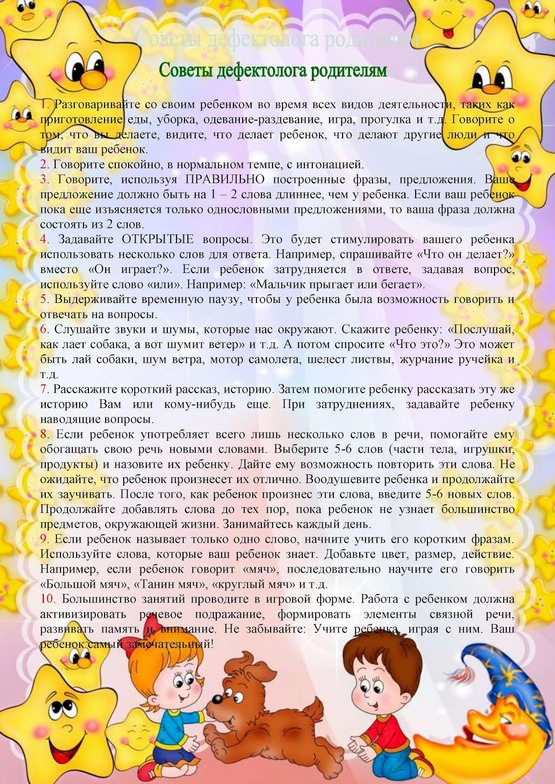 Советы дефектолога родителям
Советы дефектолога родителям
1. Разговаривайте со своим ребенком во время всех видов деятельности, таких как
приготовление еды, уборка, одевание-раздевание, игра, прогулка и т.д. Говорите о
том, что вы делаете, видите, что делает ребенок, что делают другие люди и что
видит ваш ребенок.
2. Говорите спокойно, в нормальном темпе, с интонацией.
3. Говорите, используя ПРАВИЛЬНО построенные фразы, предложения. Ваше
предложение должно быть на 1 – 2 слова длиннее, чем у ребенка. Если ваш ребенок
пока еще изъясняется только однословными предложениями, то ваша фраза должна
состоять из 2 слов.
4. Задавайте ОТКРЫТЫЕ вопросы. Это будет стимулировать вашего ребенка
использовать несколько слов для ответа. Например, спрашивайте «Что он делает?»
вместо «Он играет?». Если ребенок затрудняется в ответе, задавая вопрос,
используйте слово «или». Например: «Мальчик прыгает или бегает».
5. Выдерживайте временную паузу, чтобы у ребенка была возможность говорить и
отвечать на вопросы.
6. Слушайте звуки и шумы, которые нас окружают. Скажите ребенку: «Послушай,
как лает собака, а вот шумит ветер» и т.д. А потом спросите «Что это?» Это может
быть лай собаки, шум ветра, мотор самолета, шелест листвы, журчание ручейка и
т.д.
7. Расскажите короткий рассказ, историю. Затем помогите ребенку рассказать эту же
историю Вам или кому-нибудь еще. При затруднениях, задавайте ребенку
наводящие вопросы.
8. Если ребенок употребляет всего лишь несколько слов в речи, помогайте ему
обогащать свою речь новыми словами. Выберите 5-6 слов (части тела, игрушки,
продукты) и назовите их ребенку. Дайте ему возможность повторить эти слова. Не
ожидайте, что ребенок произнесет их отлично. Воодушевите ребенка и продолжайте
их заучивать. После того, как ребенок произнес эти слова, введите 5-6 новых слов.
Продолжайте добавлять слова до тех пор, пока ребенок не узнает большинство
предметов, окружающей жизни. Занимайтесь каждый день.
9. Если ребенок называет только одно слово, начните учить его коротким фразам.
Используйте слова, которые ваш ребенок знает. Добавьте цвет, размер, действие.
Например, если ребенок говорит «мяч», последовательно научите его говорить
«Большой мяч», «Танин мяч», «круглый мяч» и т.д.
10. Большинство занятий проводите в игровой форме. Работа с ребенком должна
активизировать речевое подражание, формировать элементы связной речи,
развивать память и внимание. Не забывайте: Учите ребенка, играя с ним. Ваш
ребенок самый замечательный!